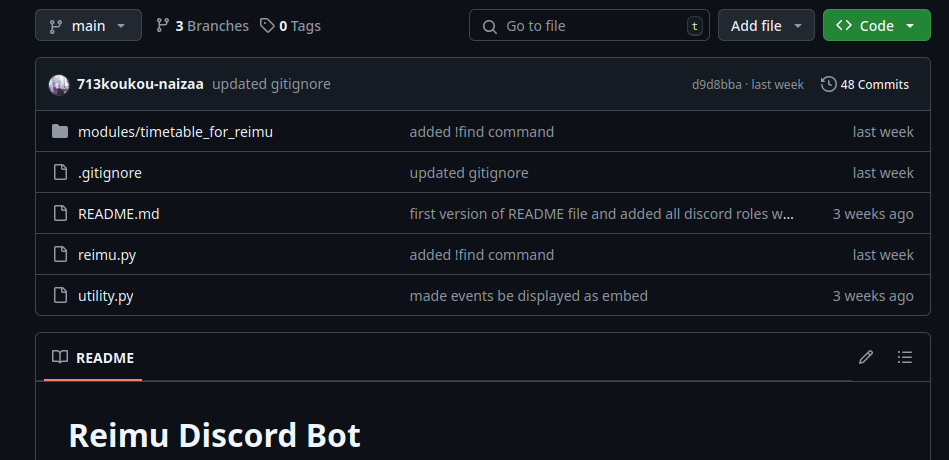 main 3 Branches 0 Tags Go to file t Add file Code
713koukou-naizaa updated gitignore d9d8bba · last week 48 Commits
modules/timetable_for_reimu added !find command last week
.gitignore updated gitignore last week
README.md first version of README file and added all discord roles w... 3 weeks ago
reimu.py added !find command last week
utility.py made events be displayed as embed 3 weeks ago
README
Reimu Discord Bot